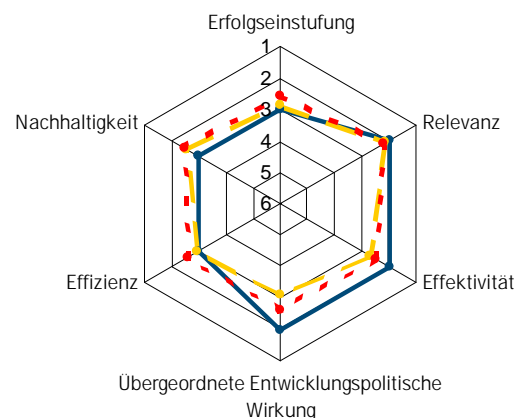 Erfolgseinstufung
1
2
3
4
5
6
Nachhaltigkeit
Relevanz
Effizienz
Effektivität
Übergeordnete Entwicklungspolitische
Wirkung